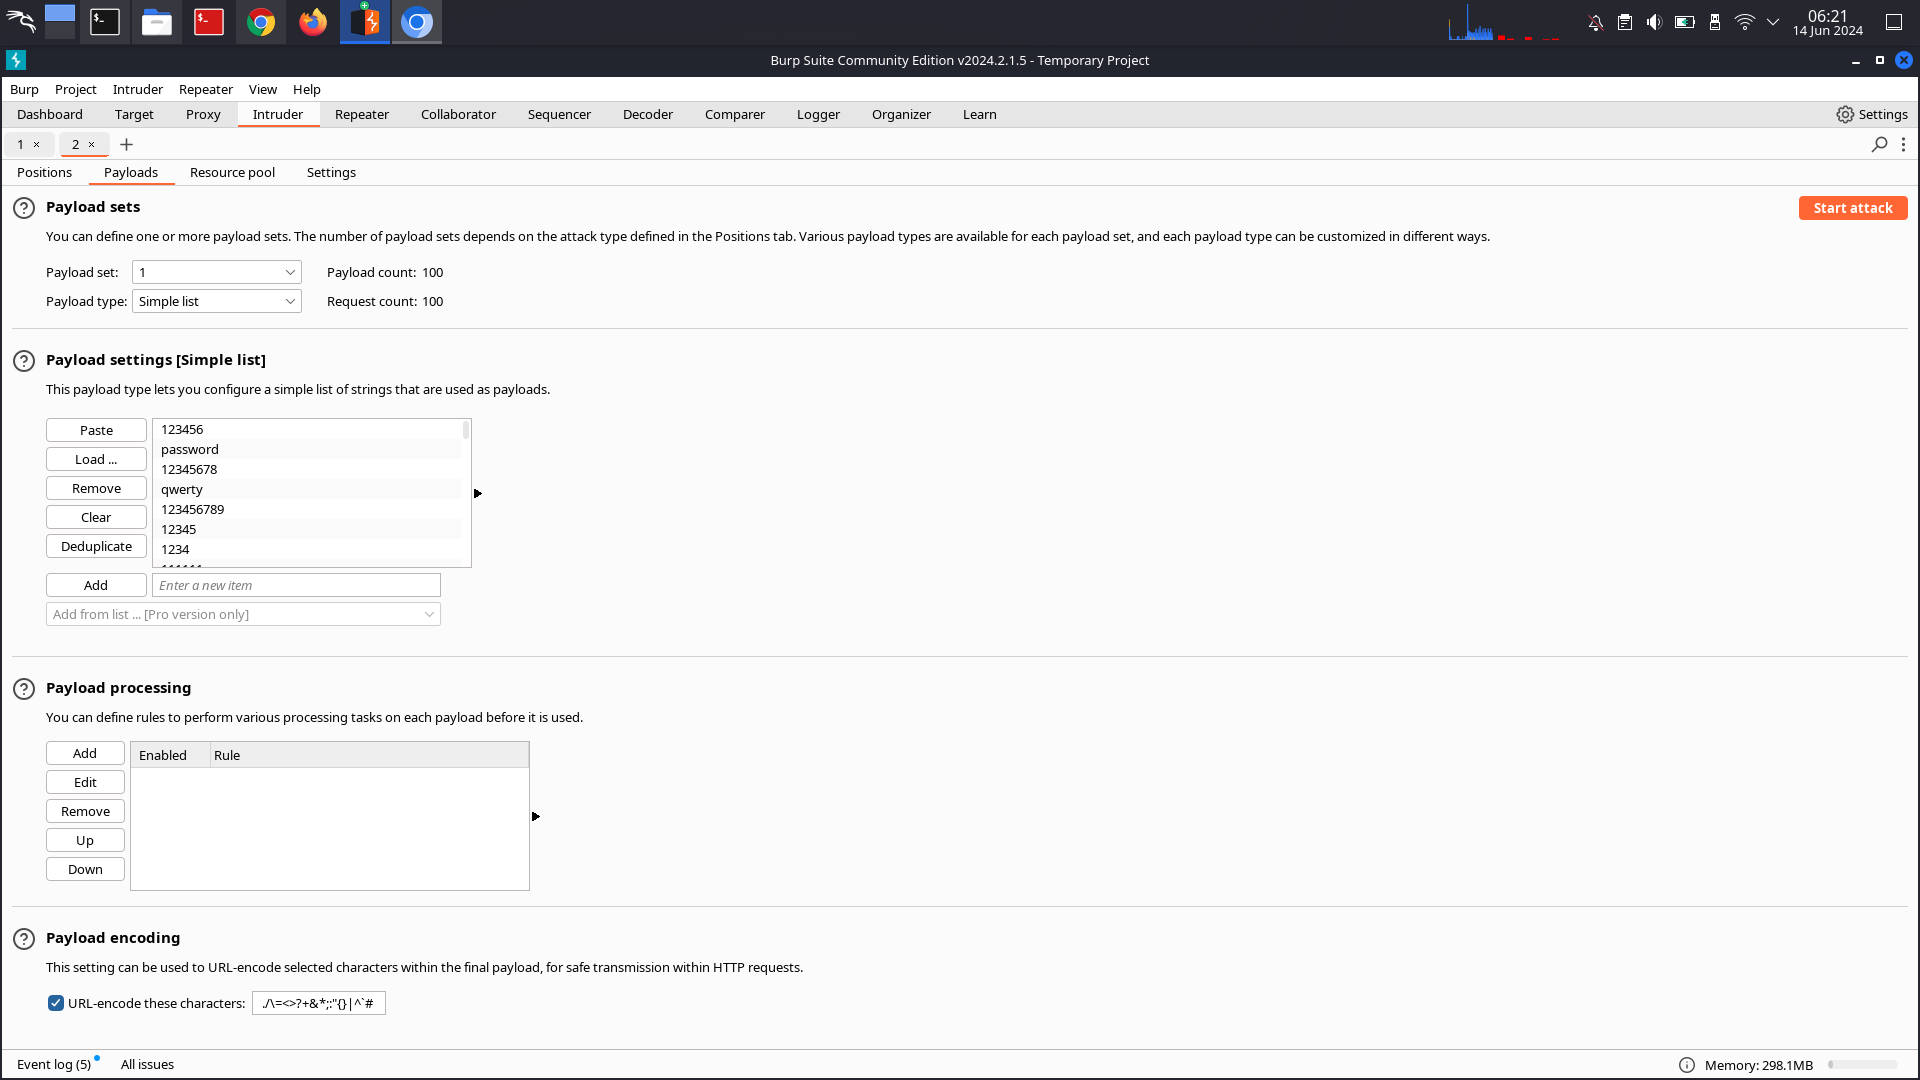 06:21
14 Jun 2024
Burp Suite Community Edition v2024.2.1.5 - Temporary Project
Burp Project Intruder Repeater View Help
Dashboard Target Proxy Intruder Repeater Collaborator Sequencer Decoder Comparer Logger Organizer Learn Settings
1 × 2 × +
Positions Payloads Resource pool Settings
? Payload sets Start attack
You can define one or more payload sets. The number of payload sets depends on the attack type defined in the Positions tab. Various payload types are available for each payload set, and each payload type can be customized in different ways.
Payload set: 1 Payload count: 100
Payload type: Simple list Request count: 100
? Payload settings [Simple list]
This payload type lets you configure a simple list of strings that are used as payloads.
Paste
Load ...
Remove
Clear
Deduplicate
123456
password
12345678
qwerty
123456789
12345
1234
Add Enter a new item
Add from list ... [Pro version only]
? Payload processing
You can define rules to perform various processing tasks on each payload before it is used.
Add
Edit
Remove
Up
Down
Enabled Rule
? Payload encoding
This setting can be used to URL-encode selected characters within the final payload, for safe transmission within HTTP requests.
URL-encode these characters: ./\=<>?+&*;:"{}|^`#
Event log (5) All issues Memory: 298.1MB